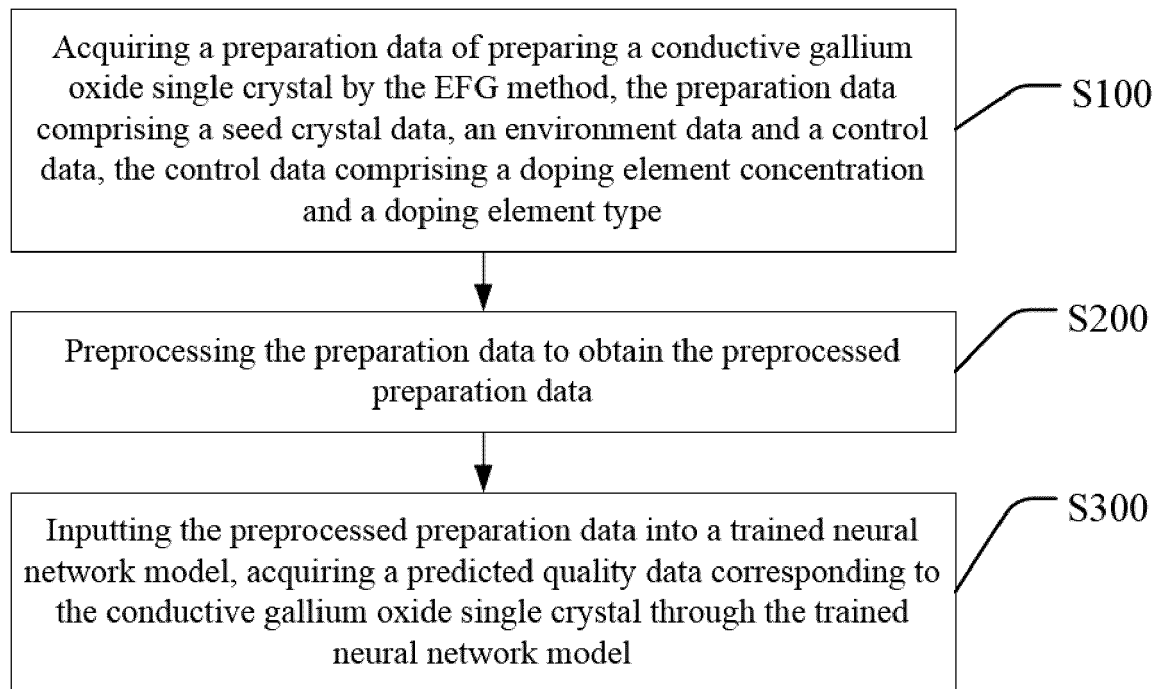 Acquiring a preparation data of preparing a conductive gallium
oxide single crystal by the EFG method, the preparation data
comprising a seed crystal data, an environment data and a control
data, the control data comprising a doping element concentration
and a doping element type
S100
Preprocessing the preparation data to obtain the preprocessed
preparation data
S200
Inputting the preprocessed preparation data into a trained neural
network model, acquiring a predicted quality data corresponding to
the conductive gallium oxide single crystal through the trained
neural network model
S300